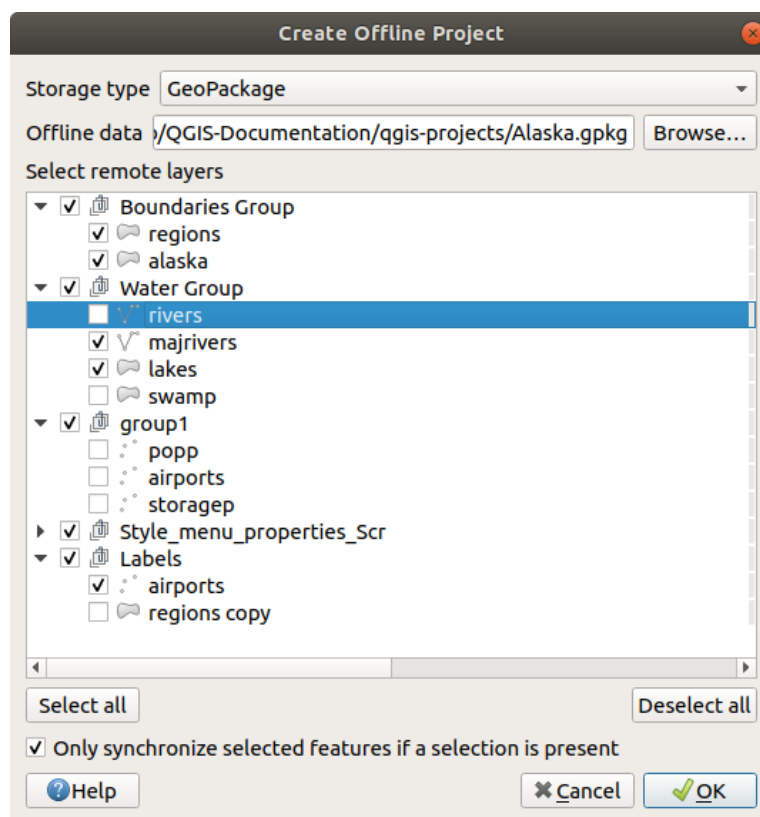 Create Offline Project
Storage type GeoPackage
Offline data /QGIS-Documentation/qgis-projects/Alaska.gpkg Browse...
Select remote layers
Boundaries Group
regions
alaska
Water Group
rivers
majrivers
lakes
swamp
group1
popp
airports
storagep
Style_menu_properties_Scr
Labels
airports
regions copy
Select all Deselect all
Only synchronize selected features if a selection is present
Help Cancel OK